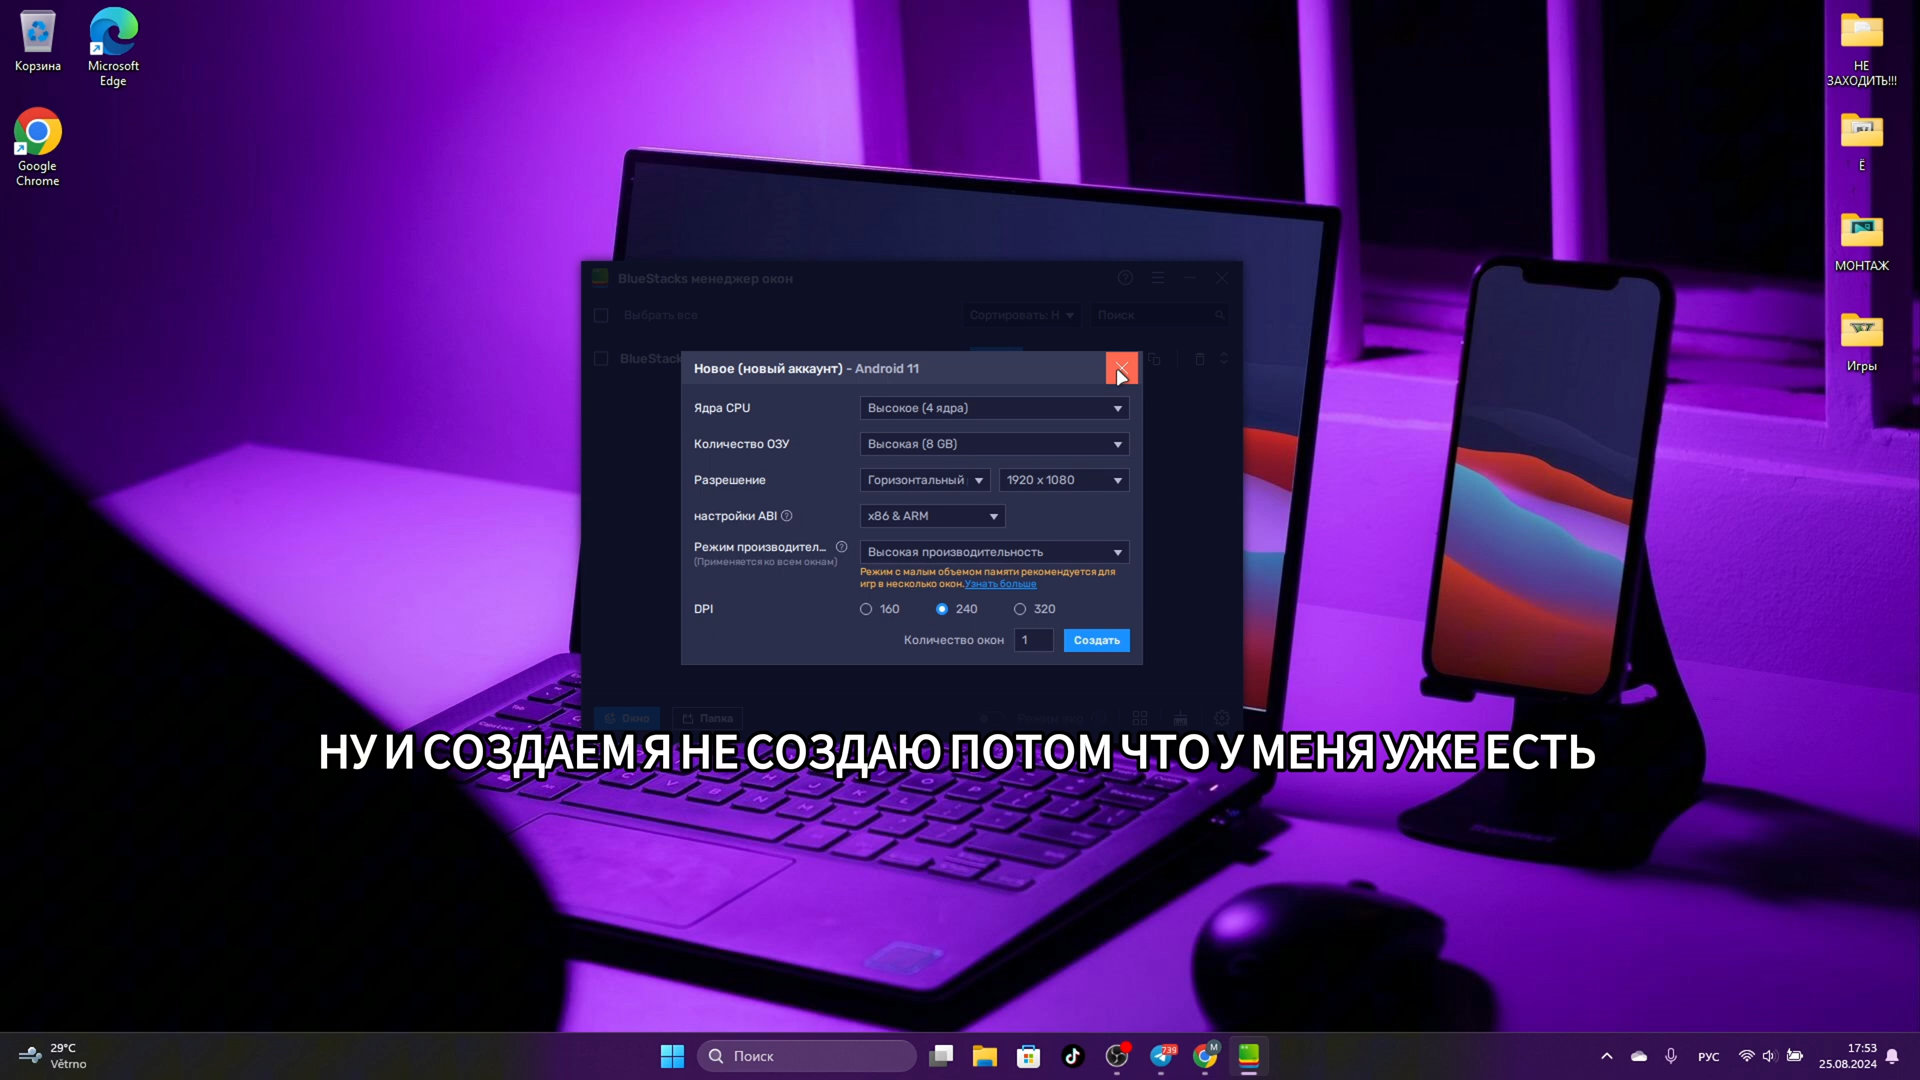 Корзина
Microsoft
Edge
Google
Chrome
НЕ
ЗАХОДИТЬ!!!
Ё
МОНТАЖ
Игры
BlueStacks менеджер окон
Выбрать все
Сортировать: Н
Поиск
BlueStack
Новое (новый аккаунт) - Android 11
Ядра CPU
Высокое (4 ядра)
Количество ОЗУ
Высокая (8 GB)
Разрешение
Горизонтальный
1920 x 1080
настройки ABI
x86 & ARM
Режим производител...
(Применяется ко всем окнам)
Высокая производительность
Режим с малым объемом памяти рекомендуется для
игр в несколько окон.Узнать больше
DPI
160
240
320
Количество окон
1
Создать
Окно
Папка
НУ И СОЗДАЕМ Я НЕ СОЗДАЮ ПОТОМ ЧТО У МЕНЯ УЖЕ ЕСТЬ
29°C
Větrno
Поиск
739
M
РУС
17:53
25.08.2024